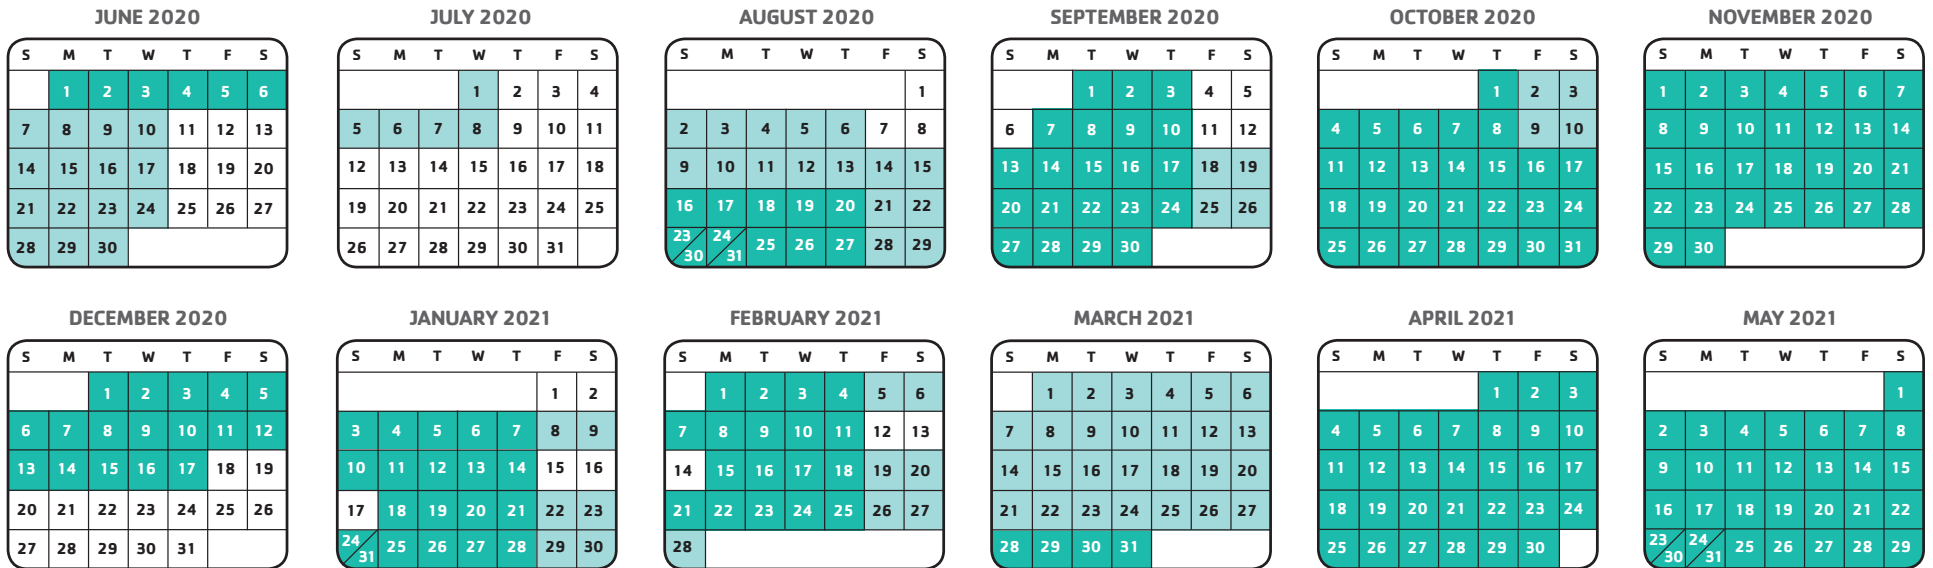 JUNE 2020 JULY 2020 AUGUST 2020 SEPTEMBER 2020 OCTOBER 2020 NOVEMBER 2020
S M T W T F S S M T W T F S S M T W T F S S M T W T F S S M T W T F S S M T W T F S
1 2 3 4 5 6 1 2 3 4 1 1 2 3 4 5 1 2 3 1 2 3 4 5 6 7
7 8 9 10 11 12 13 5 6 7 8 9 10 11 2 3 4 5 6 7 8 6 7 8 9 10 11 12 4 5 6 7 8 9 10 8 9 10 11 12 13 14
14 15 16 17 18 19 20 12 13 14 15 16 17 18 9 10 11 12 13 14 15 13 14 15 16 17 18 19 11 12 13 14 15 16 17 15 16 17 18 19 20 21
21 22 23 24 25 26 27 19 20 21 22 23 24 25 16 17 18 19 20 21 22 20 21 22 23 24 25 26 18 19 20 21 22 23 24 22 23 24 25 26 27 28
28 29 30 26 27 28 29 30 31 23/30 24/31 25 26 27 28 29 27 28 29 30 25 26 27 28 29 30 31 29 30
DECEMBER 2020 JANUARY 2021 FEBRUARY 2021 MARCH 2021 APRIL 2021 MAY 2021
S M T W T F S S M T W T F S S M T W T F S S M T W T F S S M T W T F S S M T W T F S
1 2 3 4 5 1 2 1 2 3 4 5 6 1 2 3 4 5 6 1 2 3 1
6 7 8 9 10 11 12 3 4 5 6 7 8 9 7 8 9 10 11 12 13 7 8 9 10 11 12 13 4 5 6 7 8 9 10 2 3 4 5 6 7 8
13 14 15 16 17 18 19 10 11 12 13 14 15 16 14 15 16 17 18 19 20 14 15 16 17 18 19 20 11 12 13 14 15 16 17 9 10 11 12 13 14 15
20 21 22 23 24 25 26 17 18 19 20 21 22 23 21 22 23 24 25 26 27 21 22 23 24 25 26 27 18 19 20 21 22 23 24 16 17 18 19 20 21 22
27 28 29 30 31 24/31 25 26 27 28 29 30 28 28 29 30 31 25 26 27 28 29 30 23/30 24/31 25 26 27 28 29